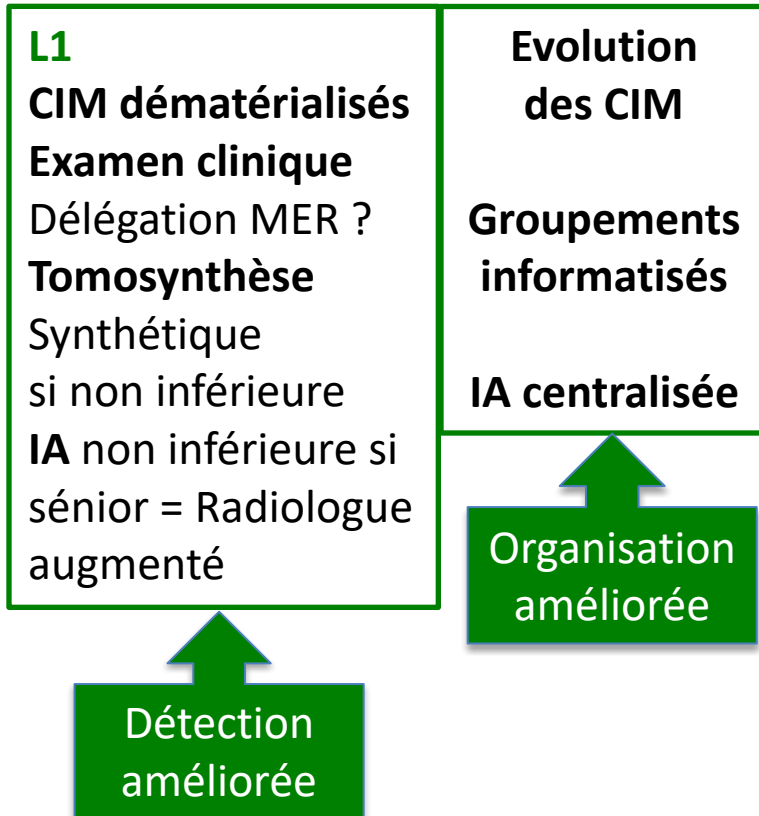 L1
CIM dématérialisés
Examen clinique
Délégation MER ?
Tomosynthèse
Synthétique
si non inférieure
IA non inférieure si
sénior = Radiologue
augmenté
Evolution
des CIM
Groupements
informatisés
IA centralisée
Organisation
améliorée
Détection
améliorée